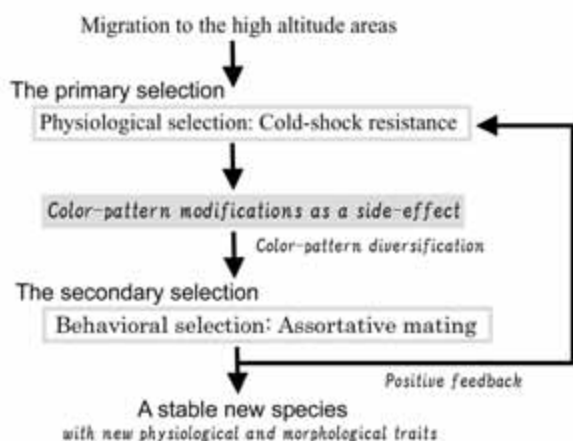 Migration to the high altitude areas
The primary selection
Physiological selection: Cold-shock resistance
Color-pattern modifications as a side-effect
Color-pattern diversification
The secondary selection
Behavioral selection: Assortative mating
Positive feedback
A stable new species
with new physiological and morphological traits